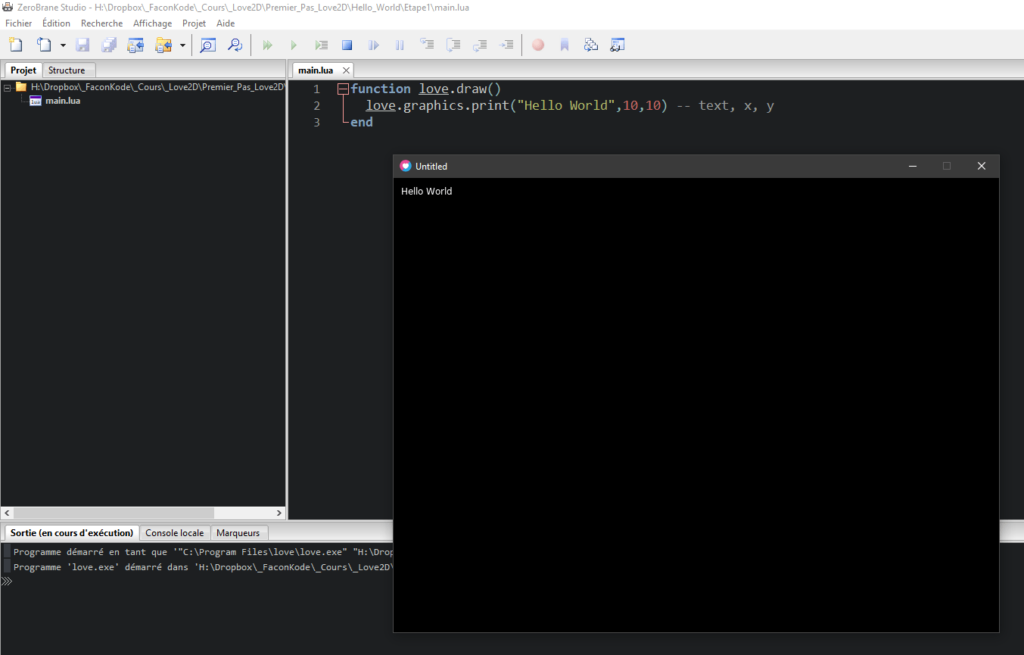 ZeroBrane Studio - H:\Dropbox\_FaconKode\_Cours\_Love2D\Premier_Pas_Love2D\Hello_World\Etape1\main.lua
Fichier Édition Recherche Affichage Projet Aide
Projet Structure
H:\Dropbox\_FaconKode\_Cours\_Love2D\Premier_Pas_Love2D\
main.lua
main.lua
1 function love.draw()
2 love.graphics.print("Hello World",10,10) -- text, x, y
3 end
Untitled
Hello World
Sortie (en cours d'exécution) Console locale Marqueurs
Programme démarré en tant que '"C:\Program Files\love\love.exe" "H:\Drop
Programme 'love.exe' démarré dans 'H:\Dropbox\_FaconKode\_Cours\_Love2D\